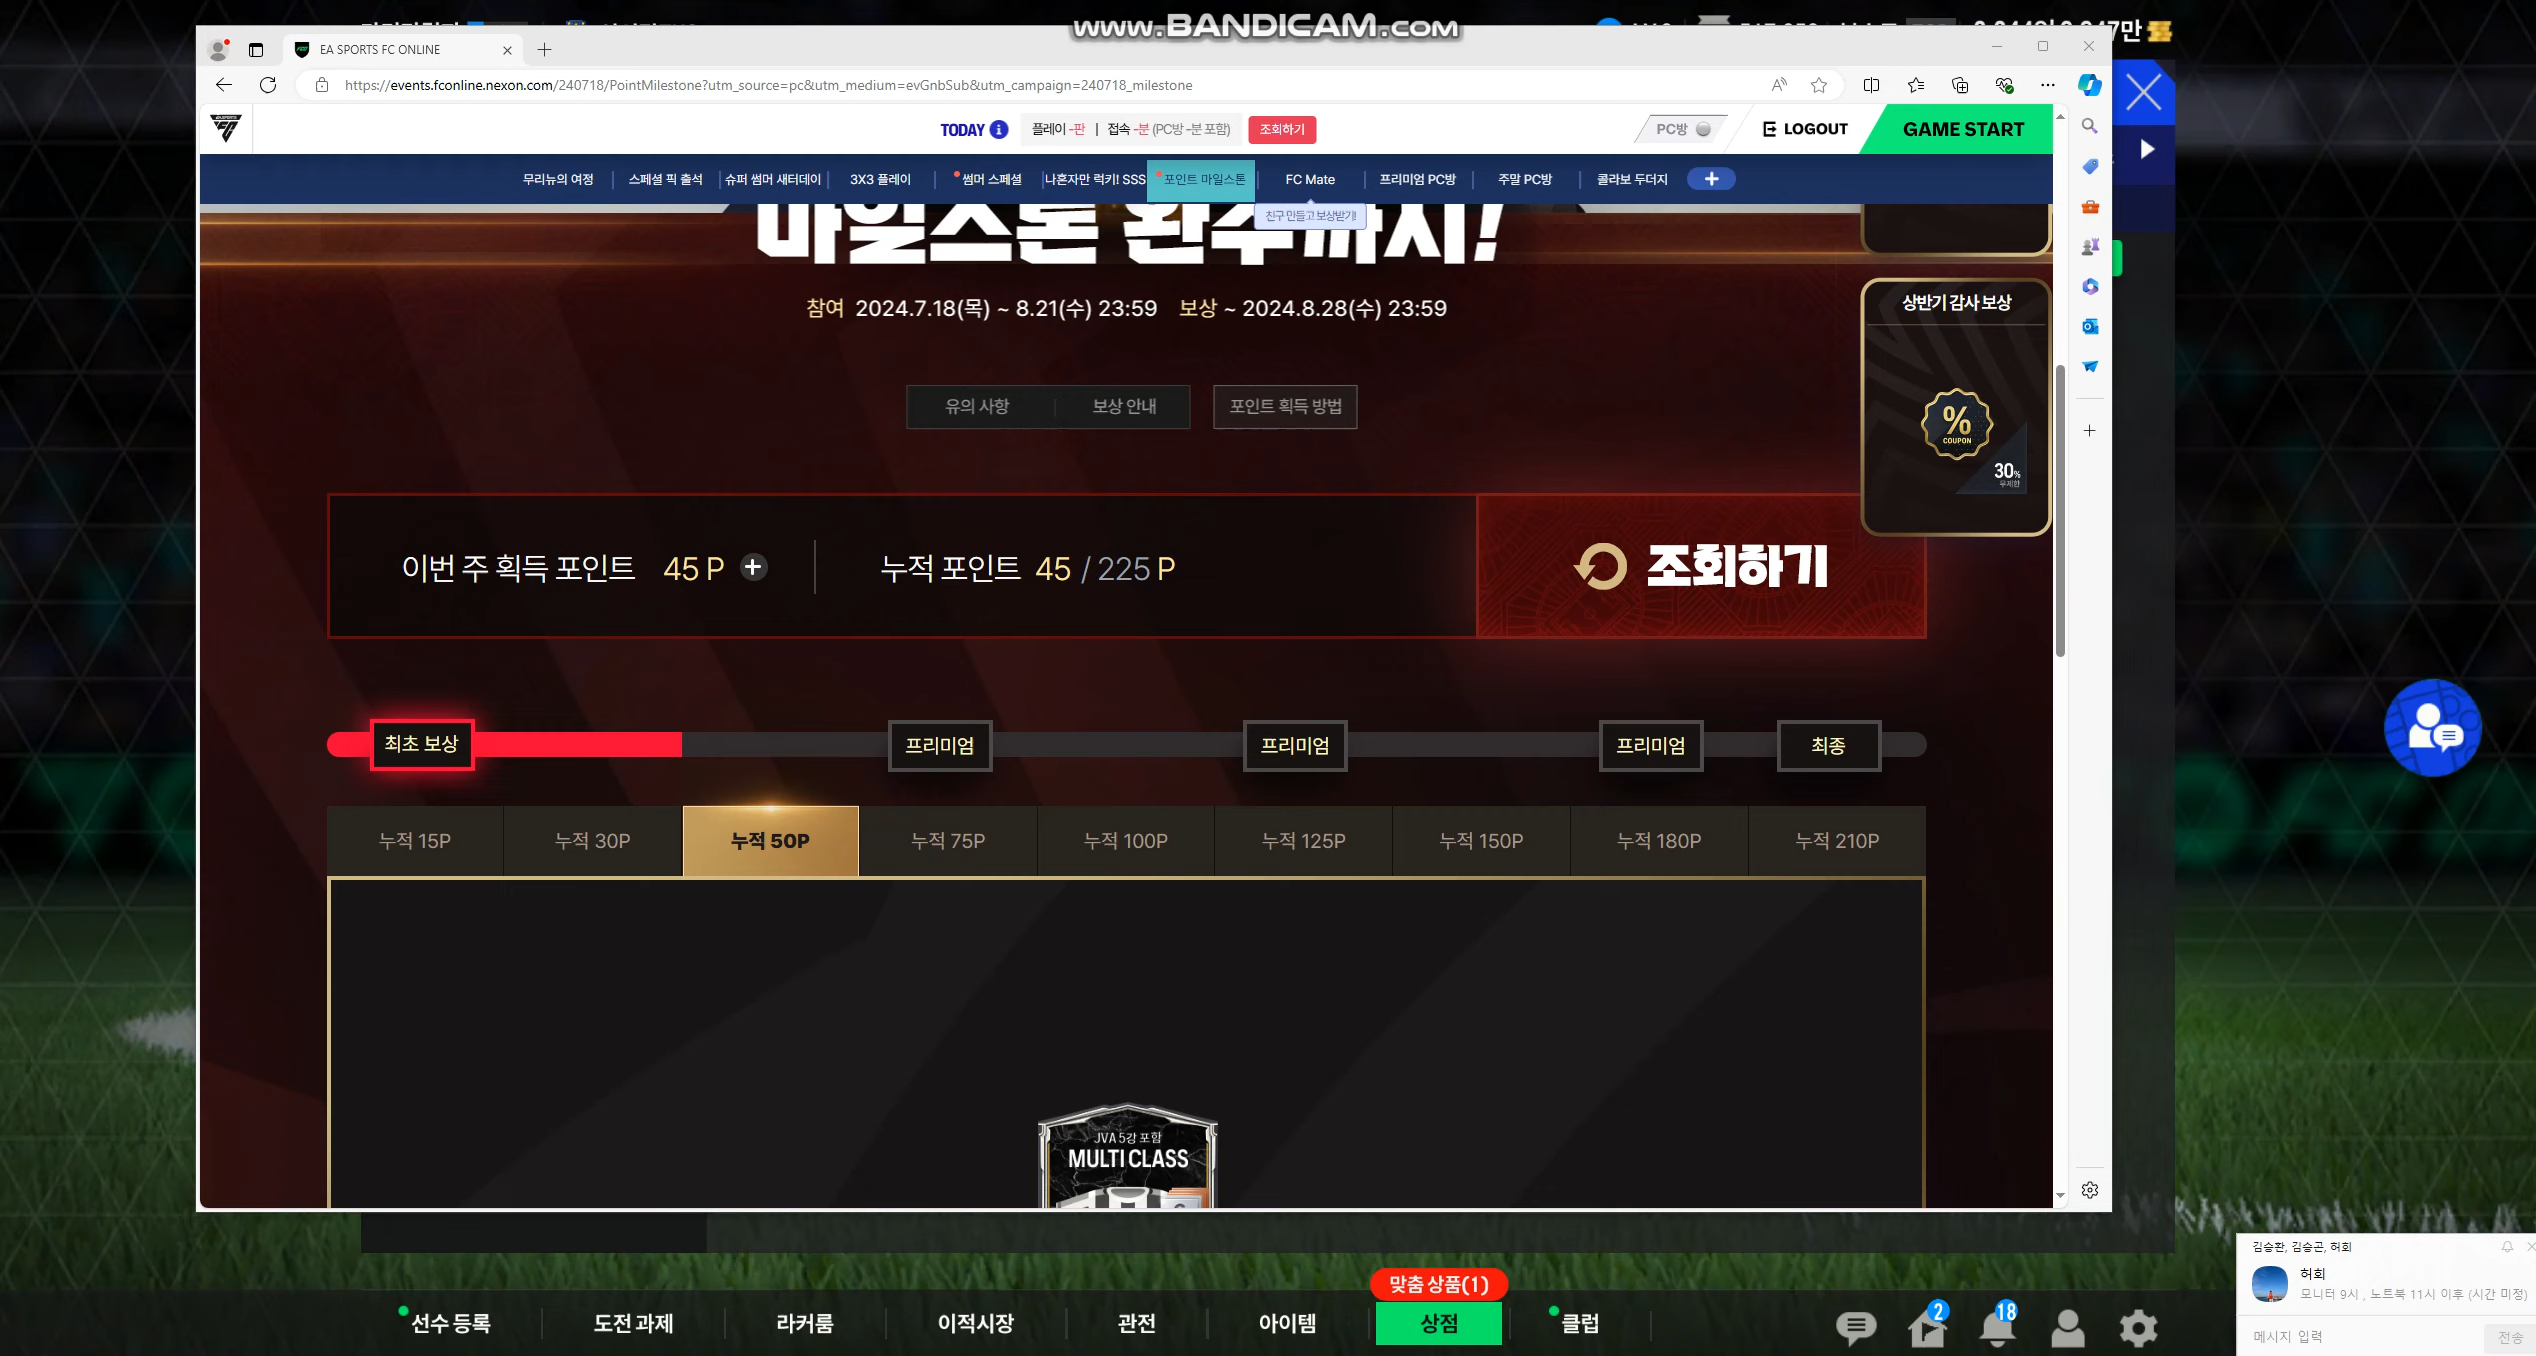 www.BANDICAM.com
EA SPORTS FC ONLINE
만
https://events.fconline.nexon.com/240718/PointMilestone?utm_source=pc&utm_medium=evGnbSub&utm_campaign=240718_milestone
TODAY 플레이 -판 | 접속 -분 (PC방 -분 포함) 조회하기
PC방 LOGOUT GAME START
무리뉴의 여정 스페셜 픽 출석 슈퍼 썸머 새터데이 3X3 플레이 썸머 스페셜 나혼자만 럭키! SSS 포인트 마일스톤 FC Mate 프리미엄 PC방 주말 PC방 콜라보 두더지
친구 만들고 보상받기!
마일스톤 완주까지!
참여 2024.7.18(목) ~ 8.21(수) 23:59 보상 ~ 2024.8.28(수) 23:59
상반기 감사 보상
% COUPON
30%
무제한
유의 사항 보상 안내 포인트 획득 방법
이번 주 획득 포인트 45 P + 누적 포인트 45 / 225 P 조회하기
최초 보상 프리미엄 프리미엄 프리미엄 최종
누적 15P 누적 30P 누적 50P 누적 75P 누적 100P 누적 125P 누적 150P 누적 180P 누적 210P
JVA 5강 포함
MULTI CLASS
맞춤 상품(1)
선수 등록 도전 과제 라커룸 이적시장 관전 아이템 상점 클럽
2 18
김승환, 김승곤, 허회
허회
모니터 9시 , 노트북 11시 이후 (시간 미정)
메시지 입력 전송